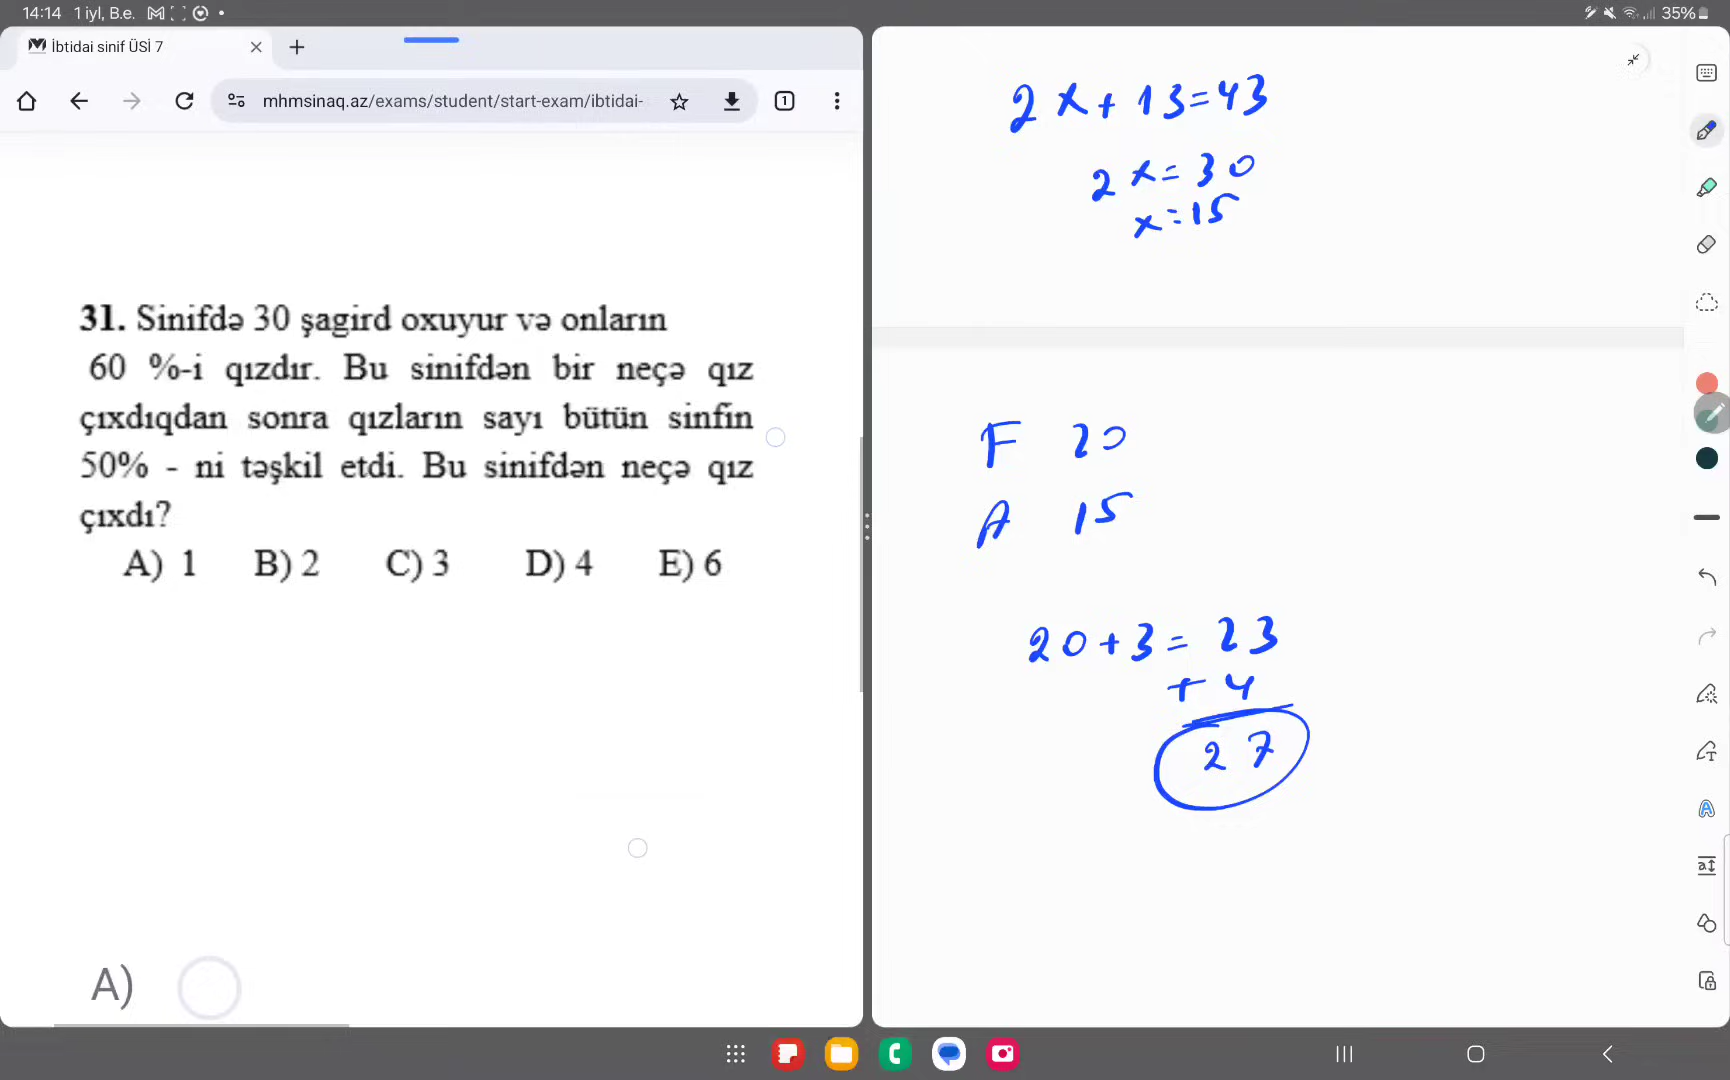 14:14 1 iyl, B.e.
35%
İbtidai sinif ÜSİ 7
mhmsinaq.az/exams/student/start-exam/ibtidai-
1
31. Sinifdə 30 şagird oxuyur və onların
60 %-i qızdır. Bu sinifdən bir neçə qız
çıxdıqdan sonra qızların sayı bütün sinfin
50% - ni təşkil etdi. Bu sinifdən neçə qız
çıxdı?
A) 1 B) 2 C) 3 D) 4 E) 6
A)
2x+13=43
2x=30
x=15
F 20
A 15
20+3=23
+4
27